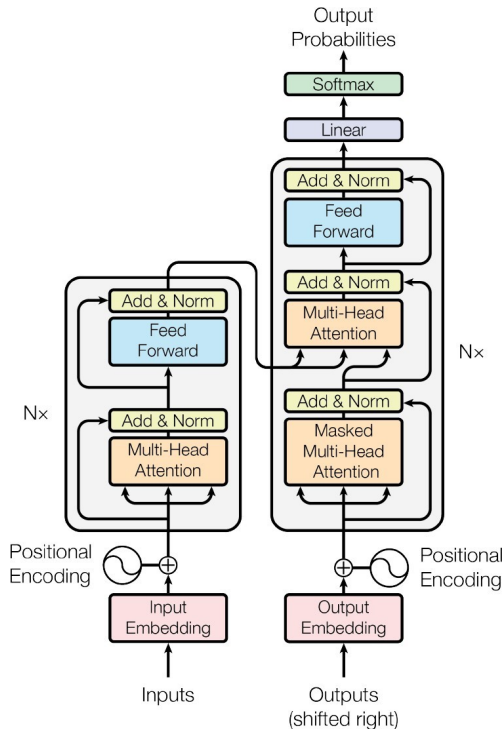 Output
Probabilities
Softmax
Linear
Add & Norm
Feed
Forward
Add & Norm
Multi-Head
Attention
Add & Norm
Masked
Multi-Head
Attention
N×
Add & Norm
Feed
Forward
Add & Norm
Multi-Head
Attention
N×
Positional
Encoding
Input
Embedding
Inputs
Positional
Encoding
Output
Embedding
Outputs
(shifted right)